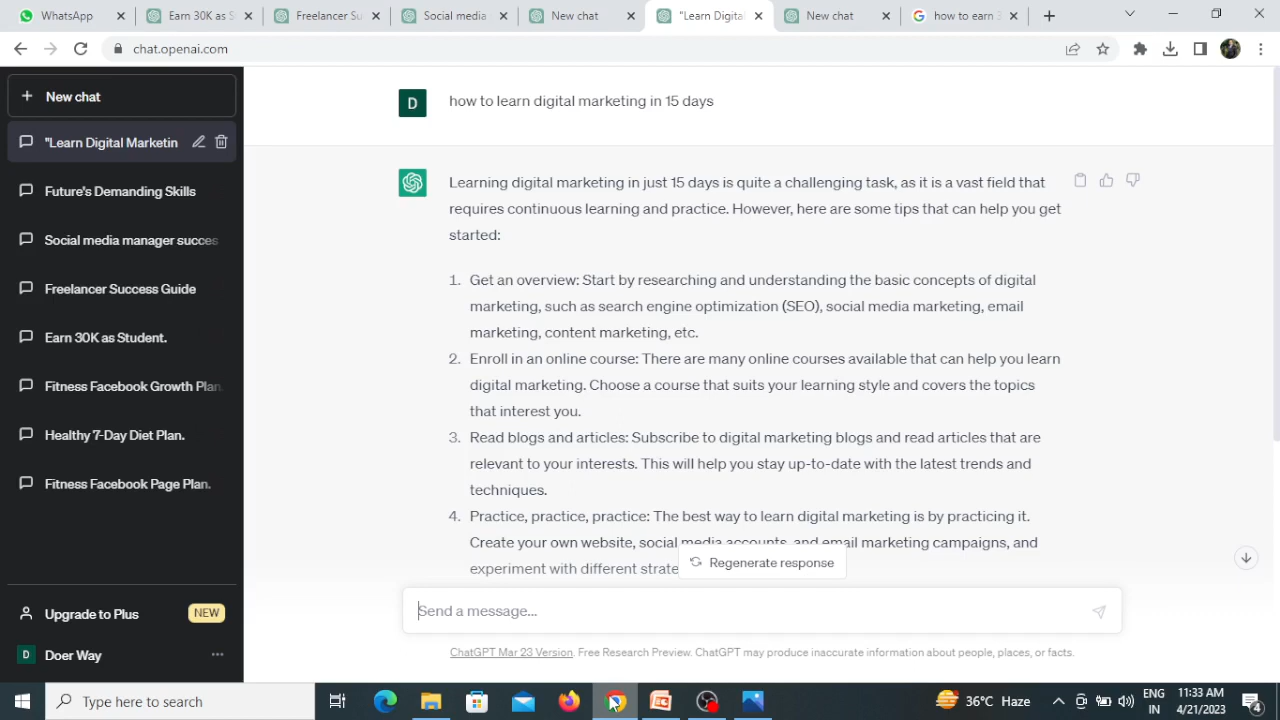 WhatsApp
Earn 30K as S
Freelancer Su
Social media
New chat
"Learn Digital
New chat
how to earn 3
chat.openai.com
New chat
"Learn Digital Marketin
Future's Demanding Skills
Social media manager succes
Freelancer Success Guide
Earn 30K as Student.
Fitness Facebook Growth Plan.
Healthy 7-Day Diet Plan.
Fitness Facebook Page Plan.
Upgrade to Plus
NEW
D
Doer Way
D
how to learn digital marketing in 15 days
Learning digital marketing in just 15 days is quite a challenging task, as it is a vast field that
requires continuous learning and practice. However, here are some tips that can help you get
started:
1. Get an overview: Start by researching and understanding the basic concepts of digital
marketing, such as search engine optimization (SEO), social media marketing, email
marketing, content marketing, etc.
2. Enroll in an online course: There are many online courses available that can help you learn
digital marketing. Choose a course that suits your learning style and covers the topics
that interest you.
3. Read blogs and articles: Subscribe to digital marketing blogs and read articles that are
relevant to your interests. This will help you stay up-to-date with the latest trends and
techniques.
4. Practice, practice, practice: The best way to learn digital marketing is by practicing it.
Create your own website, social media accounts, and email marketing campaigns, and
experiment with different strate
Regenerate response
Send a message...
ChatGPT Mar 23 Version. Free Research Preview. ChatGPT may produce inaccurate information about people, places, or facts.
Type here to search
36°C Haze
ENG
IN
11:33 AM
4/21/2023
4